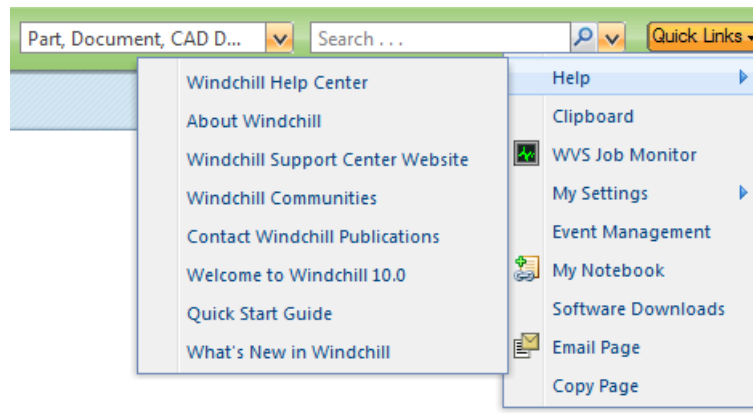 Part, Document, CAD D...
Search . . .
Quick Links
Help
Clipboard
WVS Job Monitor
My Settings
Event Management
My Notebook
Software Downloads
Email Page
Copy Page
Windchill Help Center
About Windchill
Windchill Support Center Website
Windchill Communities
Contact Windchill Publications
Welcome to Windchill 10.0
Quick Start Guide
What's New in Windchill